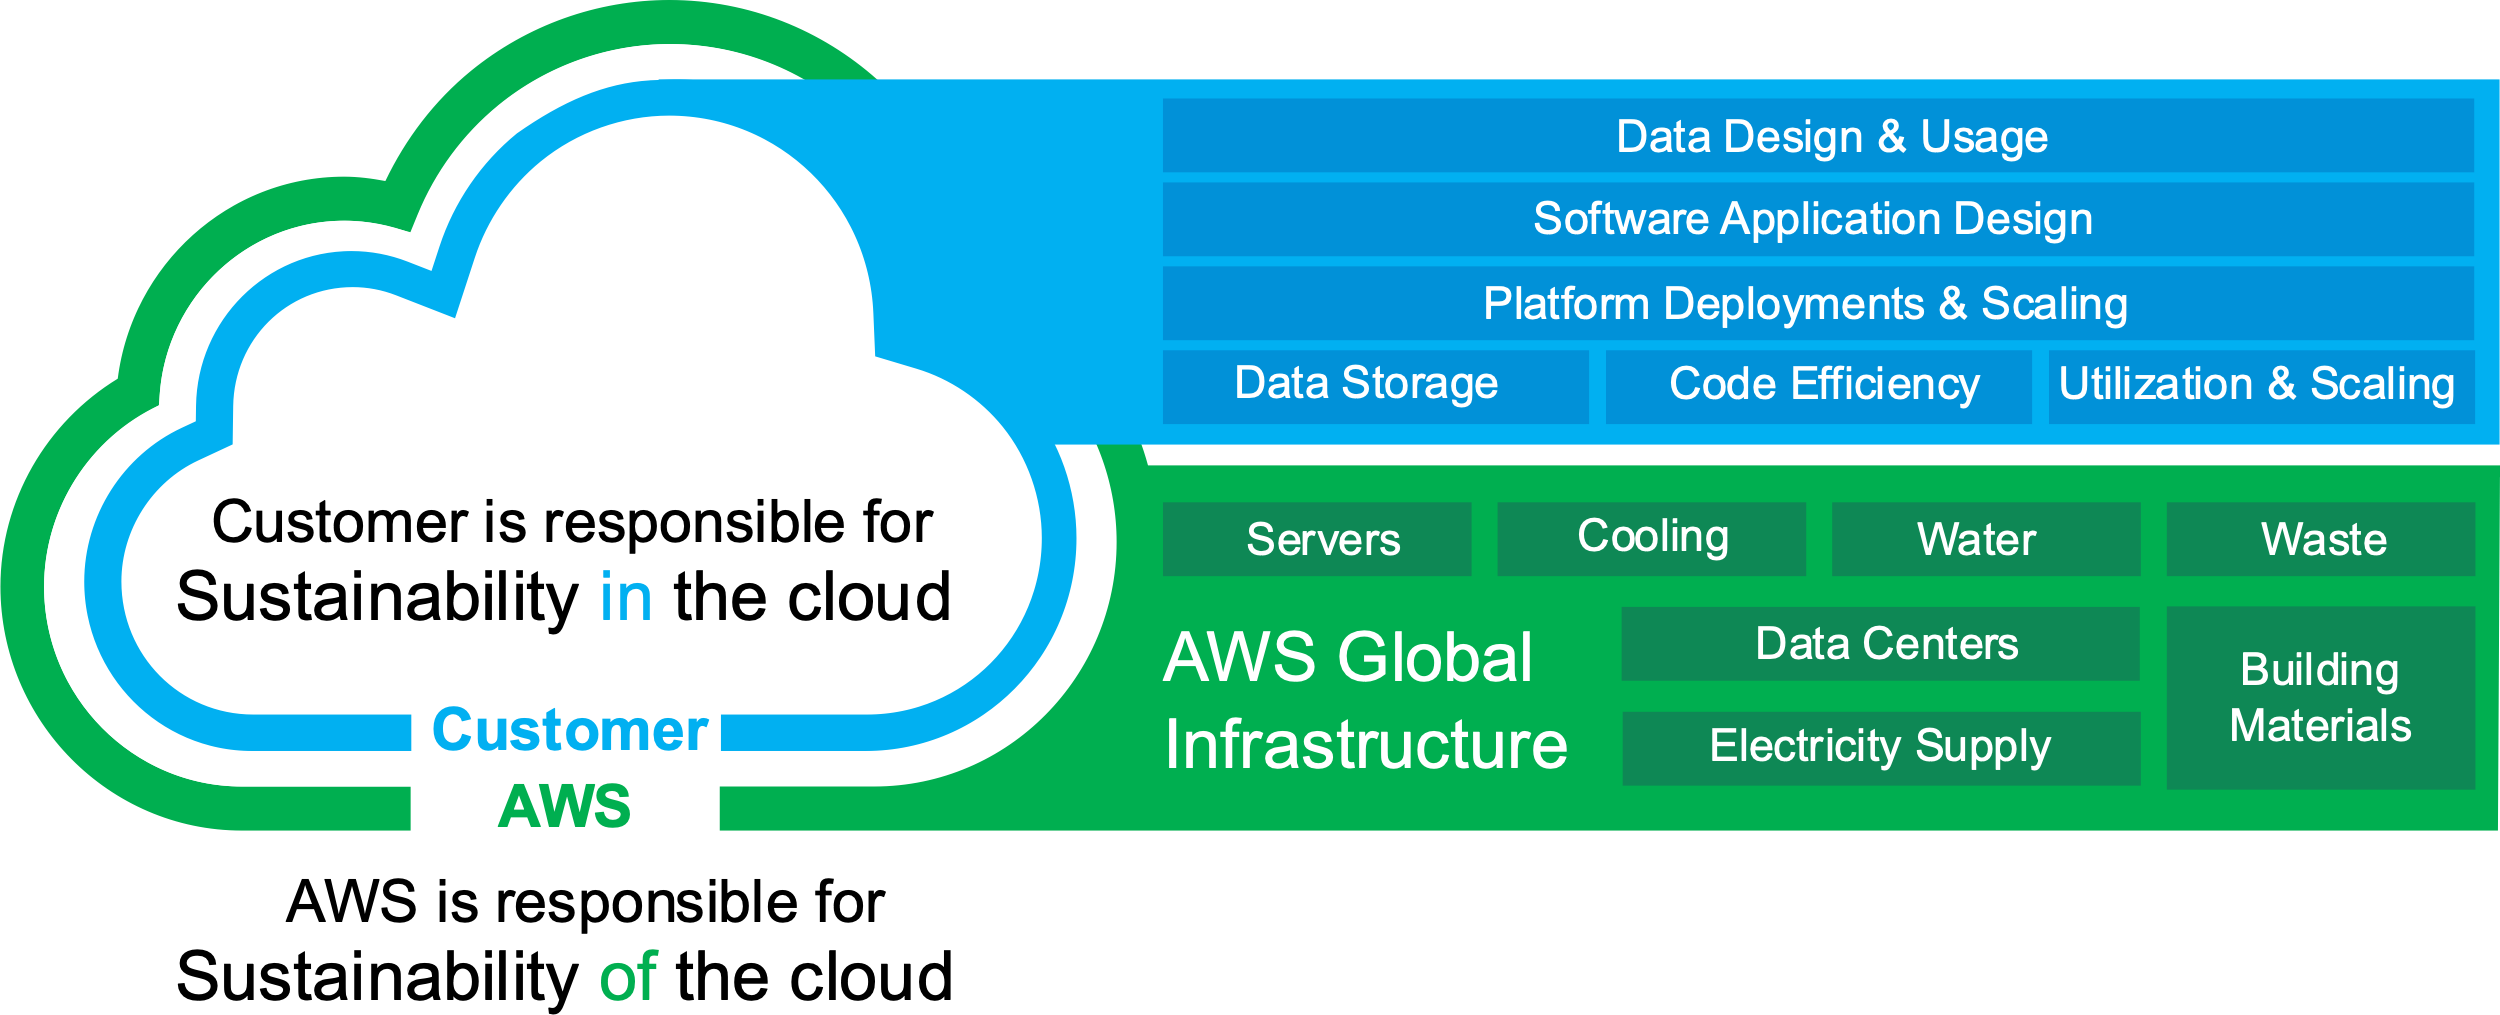 Data Design & Usage
Software Application Design
Platform Deployments & Scaling
Data Storage
Code Efficiency
Utilization & Scaling
Customer is responsible for
Sustainability in the cloud
Customer
AWS
Servers
Cooling
Water
Waste
AWS Global
Infrastructure
Data Centers
Electricity Supply
Building
Materials
AWS is responsible for
Sustainability of the cloud